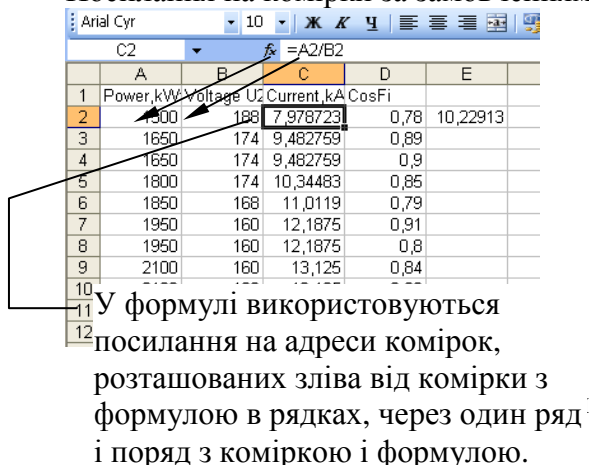 Arial Cyr 10 Ж К Ч
C2 fx =A2/B2
A B C D E
1 Power,kW Voltage U2 Current,kA CosFi
2 1500 188 7,978723 0,78 10,22913
3 1650 174 9,482759 0,89
4 1650 174 9,482759 0,9
5 1800 174 10,34483 0,85
6 1850 168 11,0119 0,79
7 1950 160 12,1875 0,91
8 1950 160 12,1875 0,8
9 2100 160 13,125 0,84
10
11
12
У формулі використовуються
посилання на адреси комірок,
розташованих зліва від комірки з
формулою в рядках, через один ряд
і поряд з коміркою і формулою.